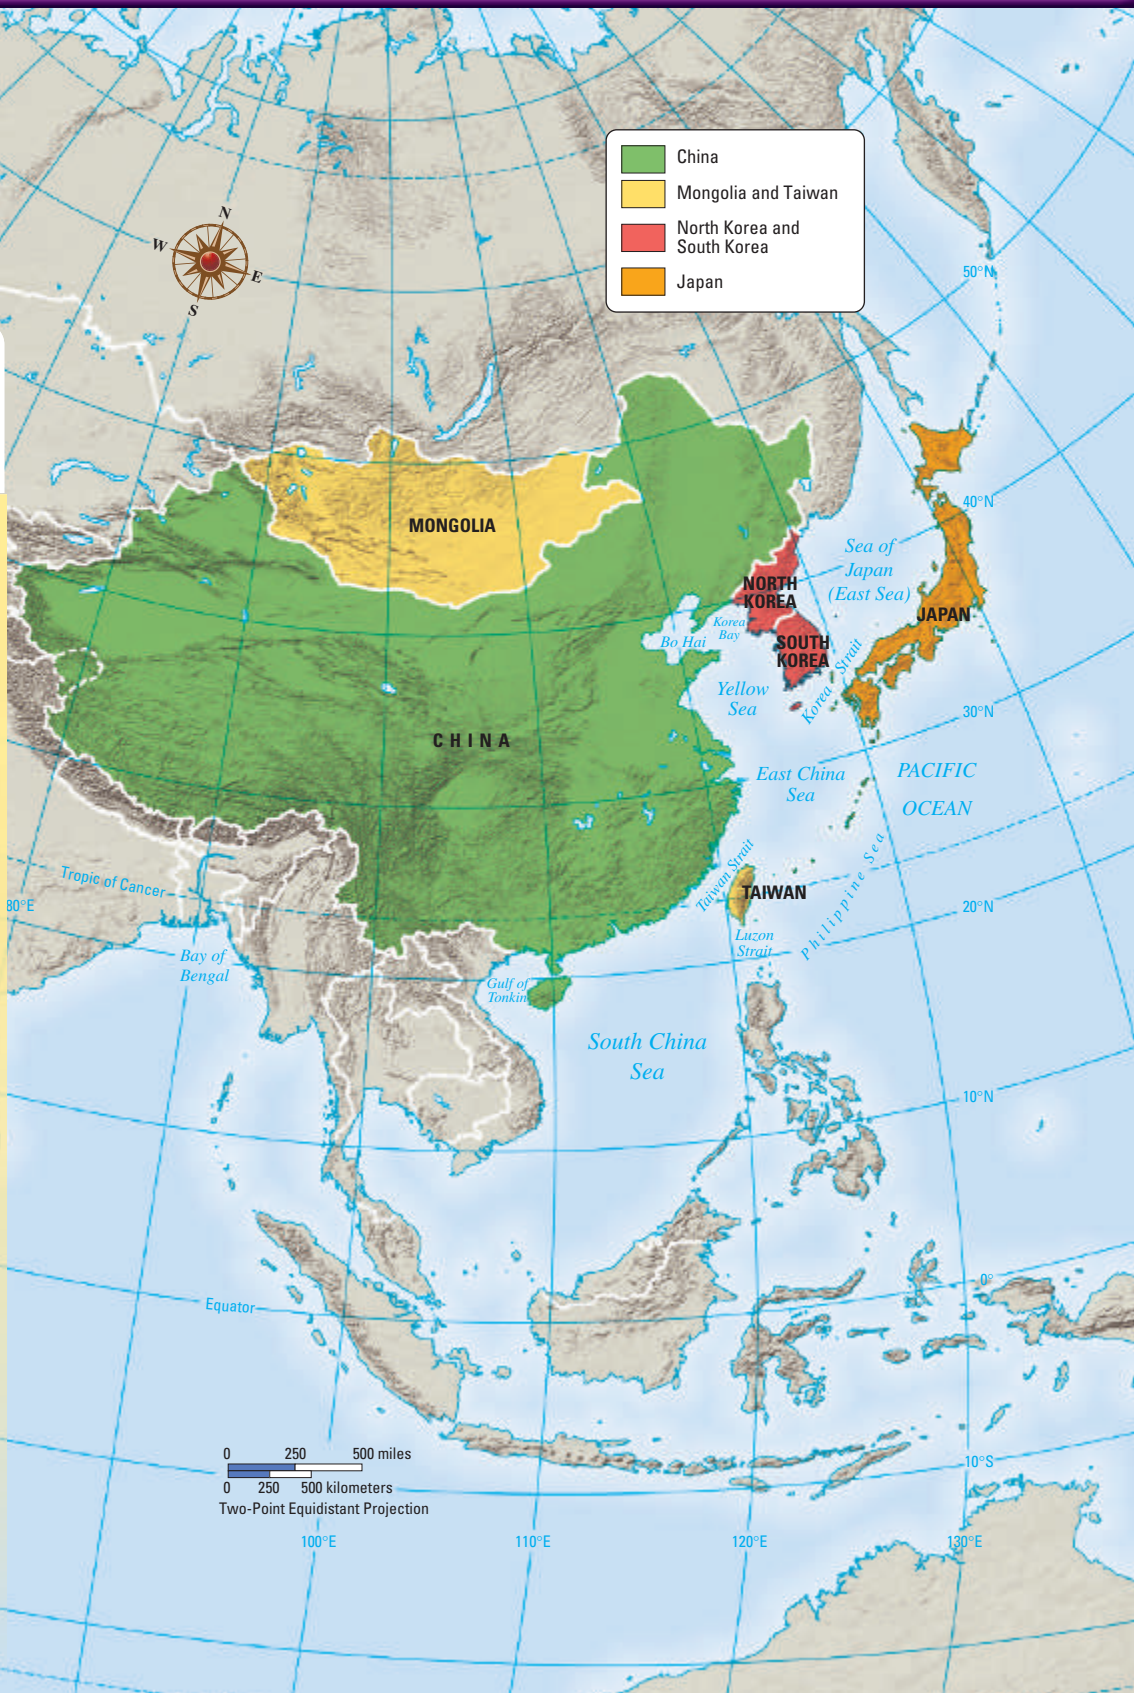 China
Mongolia and Taiwan
North Korea and
South Korea
Japan
N
W
E
S
50°N
40°N
MONGOLIA
Sea of
Japan
(East Sea)
NORTH
KOREA
JAPAN
Korea
Bay
Bo Hai
SOUTH
KOREA
Korea Strait
Yellow
Sea
30°N
CHINA
East China
Sea
PACIFIC
OCEAN
Taiwan Strait
Philippine Sea
Tropic of Cancer
TAIWAN
80°E
20°N
Luzon
Strait
Bay of
Bengal
Gulf of
Tonkin
South China
Sea
10°N
0°
Equator
0 250 500 miles
0 250 500 kilometers
Two-Point Equidistant Projection
10°S
100°E
110°E
120°E
130°E